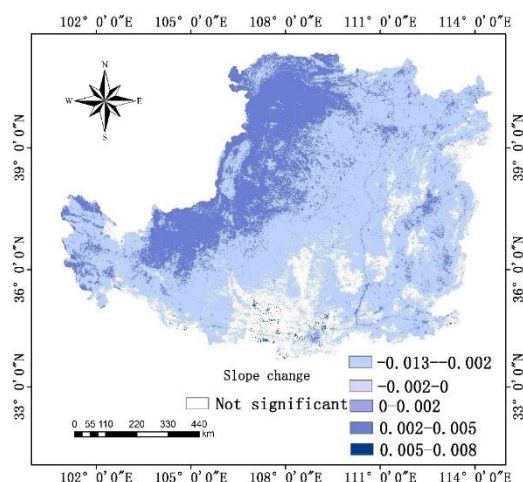 102° 0′ 0″E 105° 0′ 0″E 108° 0′ 0″E 111° 0′ 0″E 114° 0′ 0″E
N
W E
S
39° 0′ 0″N
39° 0′ 0″N
36° 0′ 0″N
36° 0′ 0″N
33° 0′ 0″N
33° 0′ 0″N
Slope change
Not significant
-0.013--0.002
-0.002-0
0-0.002
0.002-0.005
0.005-0.008
0 55 110 220 330 440
km
102° 0′ 0″E 105° 0′ 0″E 108° 0′ 0″E 111° 0′ 0″E 114° 0′ 0″E